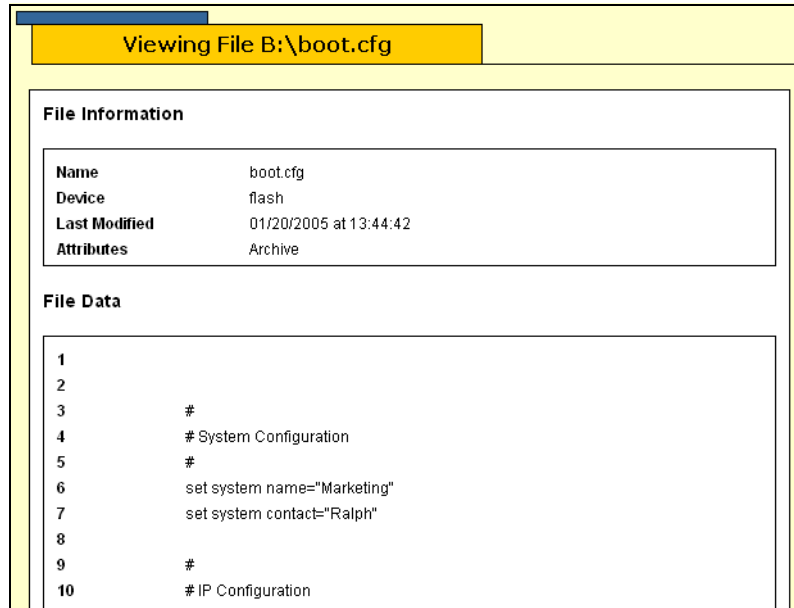 Viewing File B:\boot.cfg
File Information
Name boot.cfg
Device flash
Last Modified 01/20/2005 at 13:44:42
Attributes Archive
File Data
1
2
3 #
4 # System Configuration
5 #
6 set system name="Marketing"
7 set system contact="Ralph"
8
9 #
10 # IP Configuration